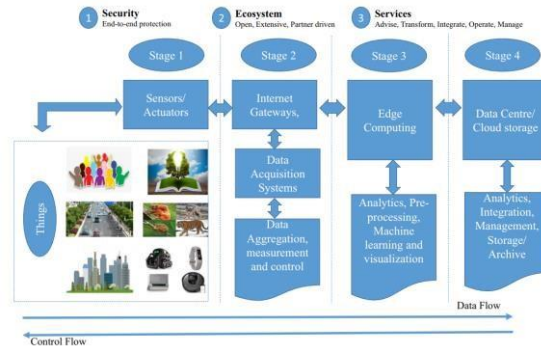 1 Security
End-to-end protection
2 Ecosystem
Open, Extensive, Partner driven
3 Services
Advise, Transform, Integrate, Operate, Manage
Stage 1
Stage 2
Stage 3
Stage 4
Sensors/
Actuators
Internet
Gateways,
Edge
Computing
Data Centre/
Cloud storage
Things
Data
Acquisition
Systems
Data
Aggregation,
measurement
and control
Analytics, Pre-
processing,
Machine
learning and
visualization
Analytics,
Integration,
Management,
Storage/
Archive
Data Flow
Control Flow